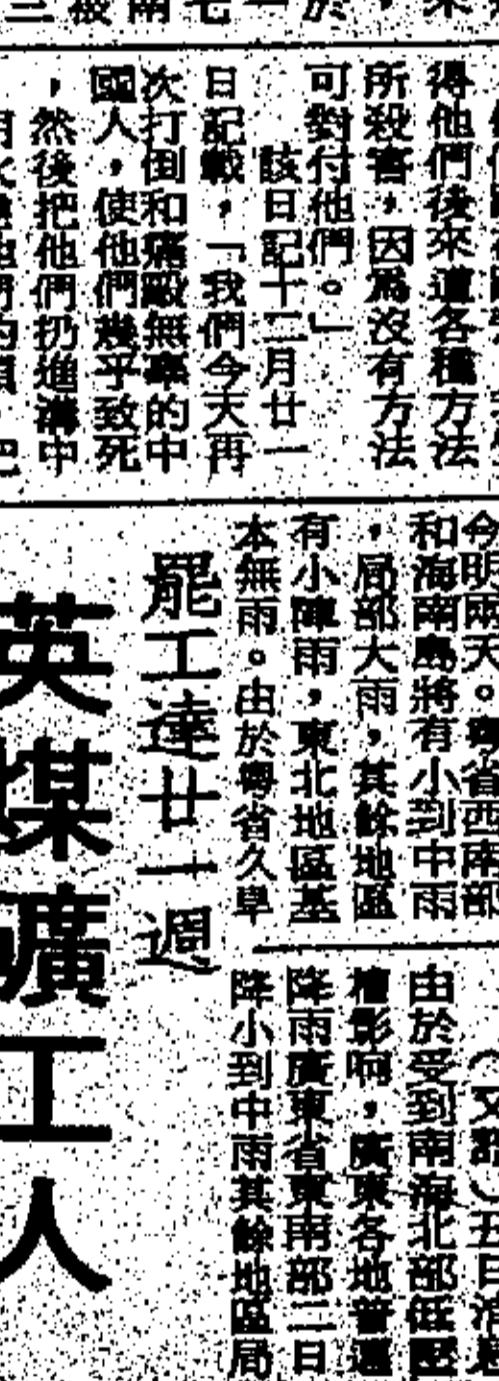 得他們後來遭各種方法
所殺害，因爲沒有方法
可對付他們。」
該日記十二月廿一
日記載，「我們今天再
次打倒和痛毆無辜的中
國人，使他們幾乎致死
，然後把他們扔進溝中
今明兩天。粵省西南部
和海南島將有小到中雨
，局部大雨，其餘地區
有小陣雨，東北地區基
本無雨。由於粵省久旱
（又訊）五日消息
由於受到南海北部低壓
槽影响，廣東各地普遍
降雨廣東省東南部二日
降小到中雨其餘地區局
罷工達廿一週
英煤礦工人